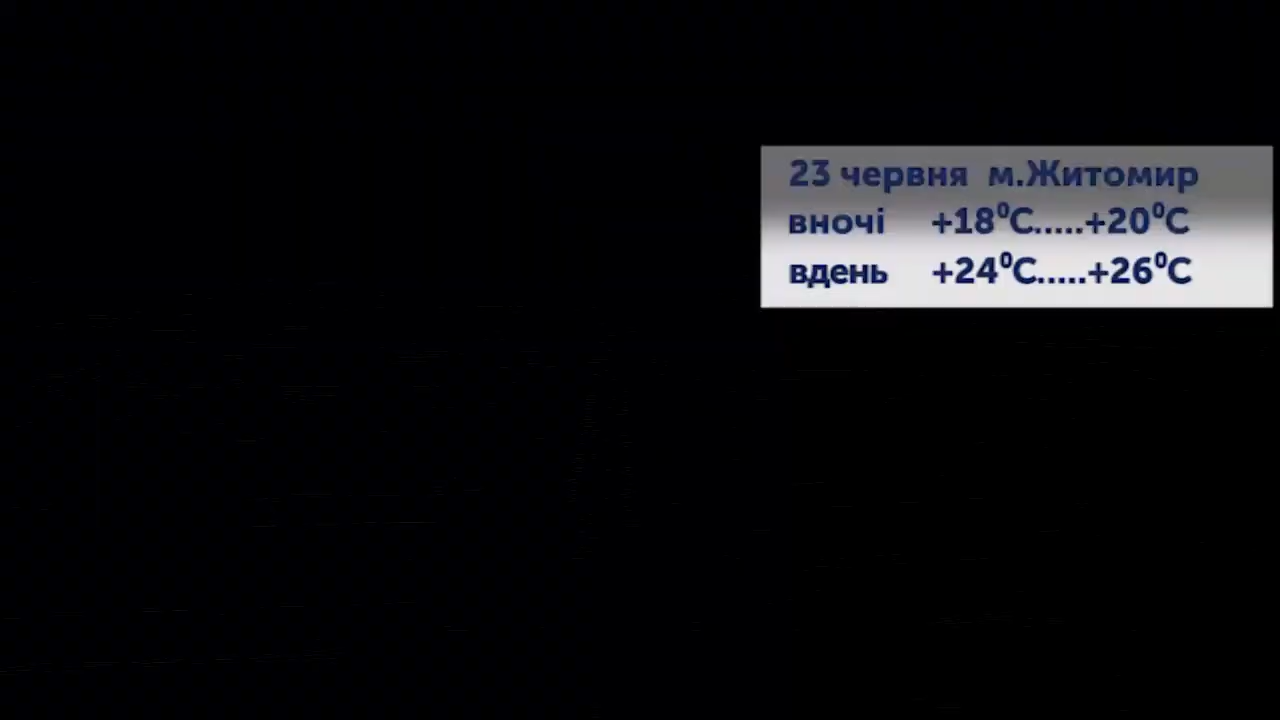 23 червня м.Житомир
вночі +18⁰С.....+20⁰С
вдень +24⁰С.....+26⁰С